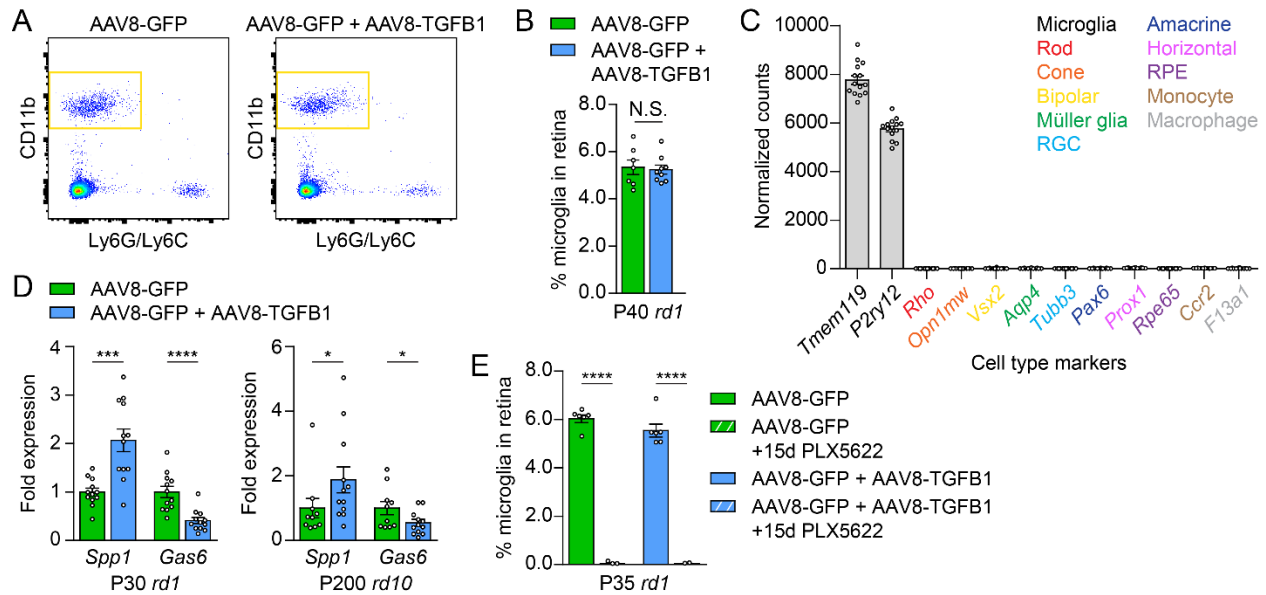 A
AAV8-GFP
AAV8-GFP + AAV8-TGFB1
CD11b
CD11b
Ly6G/Ly6C
Ly6G/Ly6C
B
AAV8-GFP
AAV8-GFP +
AAV8-TGFB1
% microglia in retina
8.0
6.0
4.0
2.0
0.0
N.S.
P40 rd1
C
Normalized counts
10000
8000
6000
4000
2000
0
Microglia
Rod
Cone
Bipolar
Müller glia
RGC
Amacrine
Horizontal
RPE
Monocyte
Macrophage
Tmem119
P2ry12
Rho
Opn1mw
Vsx2
Aqp4
Tubb3
Pax6
Prox1
Rpe65
Ccr2
F13a1
Cell type markers
D
AAV8-GFP
AAV8-GFP + AAV8-TGFB1
Fold expression
4
3
2
1
0
***
****
Spp1
Gas6
P30 rd1
Fold expression
6
4
2
0
*
*
Spp1
Gas6
P200 rd10
E
% microglia in retina
8.0
6.0
4.0
2.0
0.0
****
****
P35 rd1
AAV8-GFP
AAV8-GFP
+15d PLX5622
AAV8-GFP + AAV8-TGFB1
AAV8-GFP + AAV8-TGFB1
+15d PLX5622